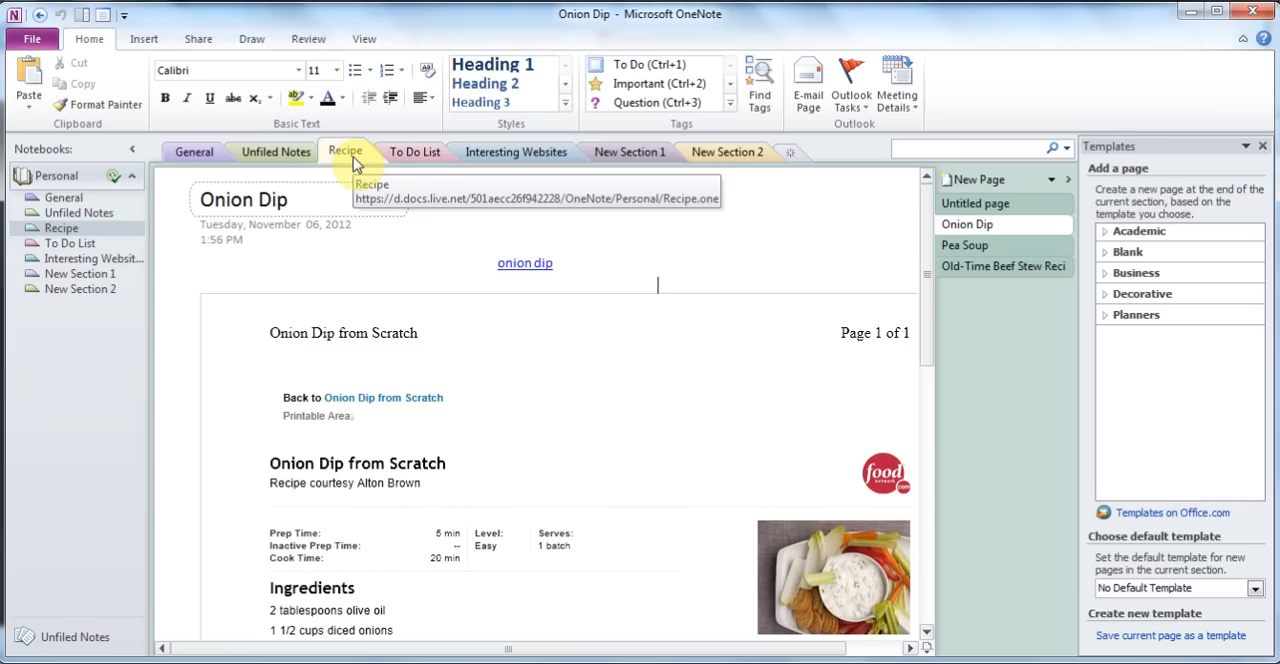 Onion Dip - Microsoft OneNote
File Home Insert Share Draw Review View
Paste
Cut
Copy
Format Painter
Clipboard
Calibri 11
B I U abc X₂ A
Basic Text
Heading 1
Heading 2
Heading 3
Styles
To Do (Ctrl+1)
Important (Ctrl+2)
Question (Ctrl+3)
Find Tags
Tags
E-mail Page
Outlook Tasks
Meeting Details
Outlook
Notebooks:
Personal
General
Unfiled Notes
Recipe
To Do List
Interesting Websit...
New Section 1
New Section 2
Unfiled Notes
General Unfiled Notes Recipe To Do List Interesting Websites New Section 1 New Section 2
Recipe
https://d.docs.live.net/501aecc26f942228/OneNote/Personal/Recipe.one
Onion Dip
Tuesday, November 06, 2012
1:56 PM
onion dip
Onion Dip from Scratch Page 1 of 1
Back to Onion Dip from Scratch
Printable Area
Onion Dip from Scratch
Recipe courtesy Alton Brown
food network .com
Prep Time: 5 min Level: Serves:
Inactive Prep Time: -- Easy 1 batch
Cook Time: 20 min
Ingredients
2 tablespoons olive oil
1 1/2 cups diced onions
New Page
Untitled page
Onion Dip
Pea Soup
Old-Time Beef Stew Reci
Templates
Add a page
Create a new page at the end of the
current section, based on the
template you choose.
Academic
Blank
Business
Decorative
Planners
Templates on Office.com
Choose default template
Set the default template for new
pages in the current section.
No Default Template
Create new template
Save current page as a template